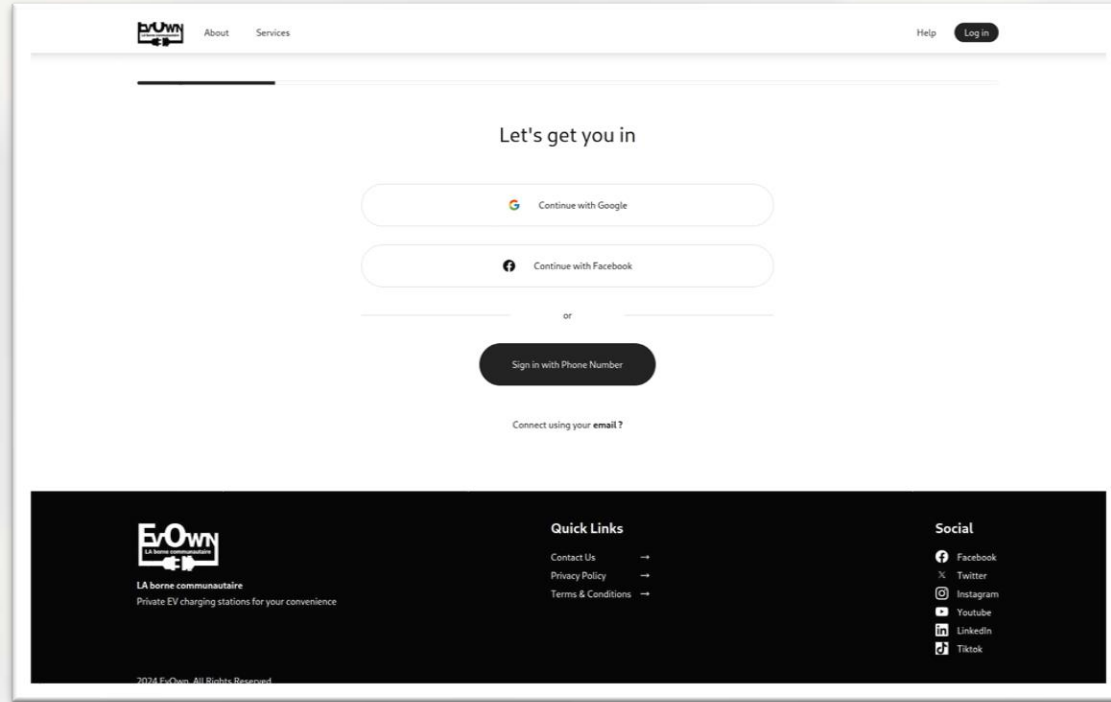 EvOWN
LA borne communautaire
About
Services
Help
Log in
Let's get you in
Continue with Google
Continue with Facebook
or
Sign in with Phone Number
Connect using your email ?
EvOWN
LA borne communautaire
LA borne communautaire
Private EV charging stations for your convenience
2024 EvOwn. All Rights Reserved
Quick Links
Contact Us →
Privacy Policy →
Terms & Conditions →
Social
Facebook
Twitter
Instagram
Youtube
LinkedIn
Tiktok